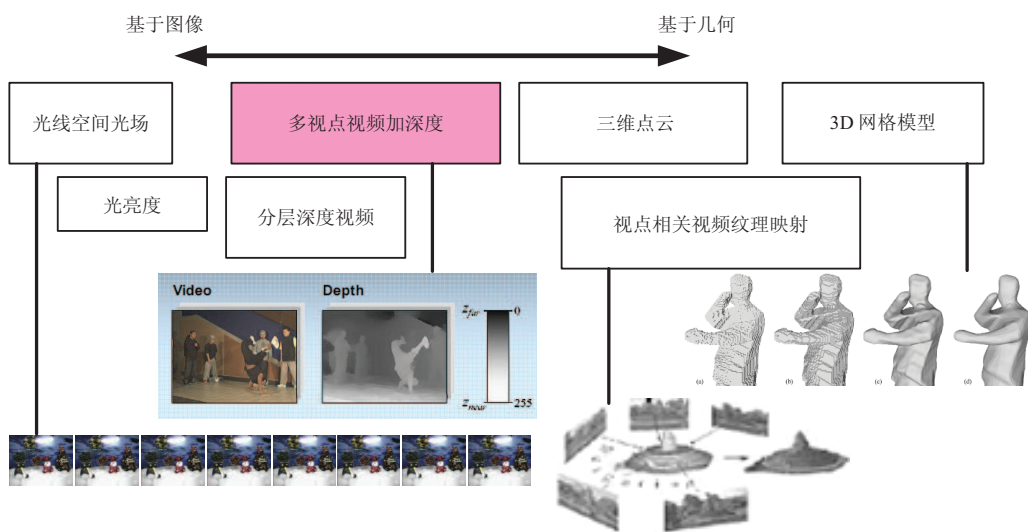 基于图像
基于几何
光线空间光场
多视点视频加深度
三维点云
3D 网格模型
光亮度
分层深度视频
视点相关视频纹理映射
Video
Depth
z_far
0
z_near
255
(a)
(b)
(c)
(d)